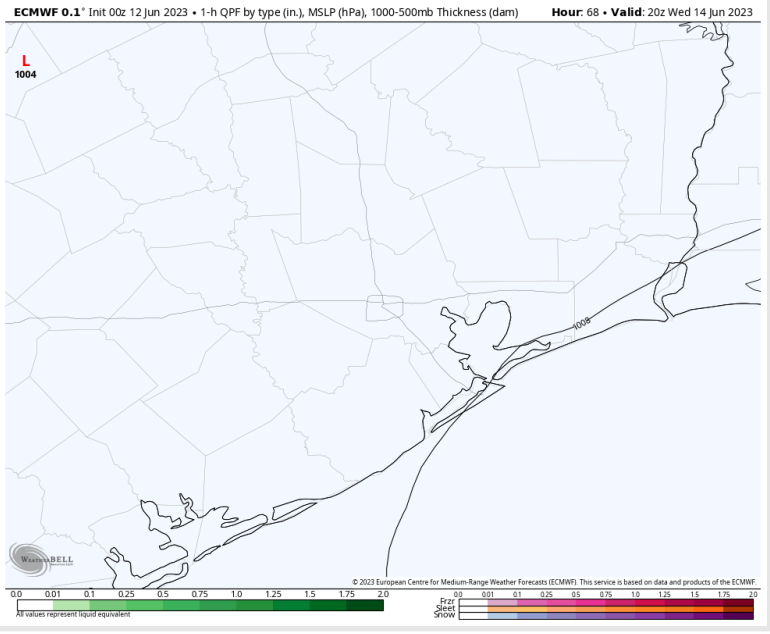 ECMWF 0.1° Init 00z 12 Jun 2023 • 1-h QPF by type (in.), MSLP (hPa), 1000-500mb Thickness (dam) Hour: 68 • Valid: 20z Wed 14 Jun 2023
L
1004
1008
WeatherBELL
© 2023 European Centre for Medium-Range Weather Forecasts (ECMWF). This service is based on data and products of the ECMWF.
0.0 0.01 0.1 0.25 0.5 0.75 1.0 1.25 1.5 1.75 2.0
All values represent liquid equivalent
0.0 0.01 0.1 0.25 0.5 0.75 1.0 1.25 1.5 1.75 2.0
Frzr
Sleet
Snow